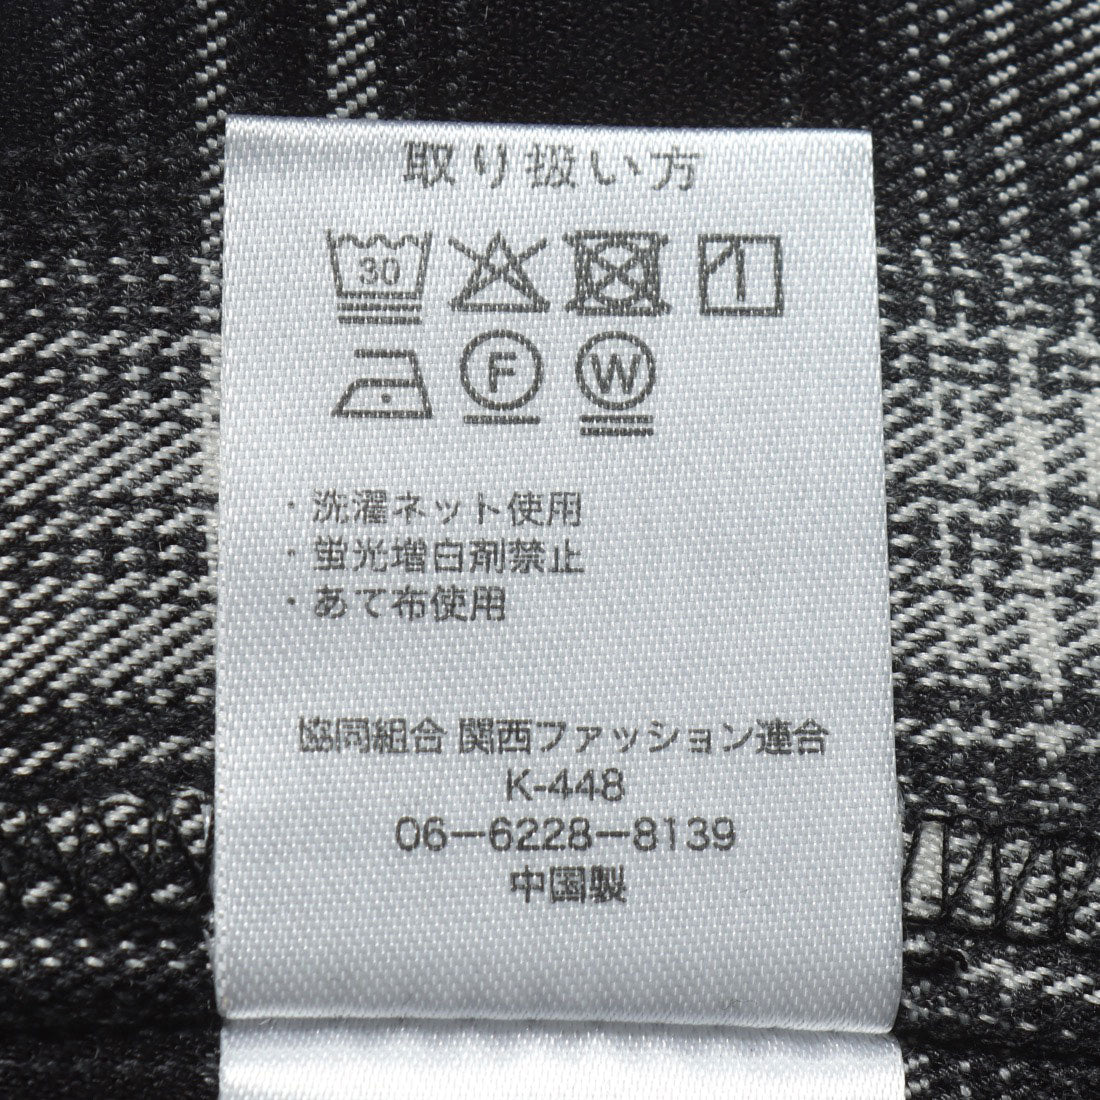 取り扱い方
30
F W
・洗濯ネット使用
・蛍光増白剤禁止
・あて布使用
協同組合 関西ファッション連合
K-448
06-6228-8139
中国製